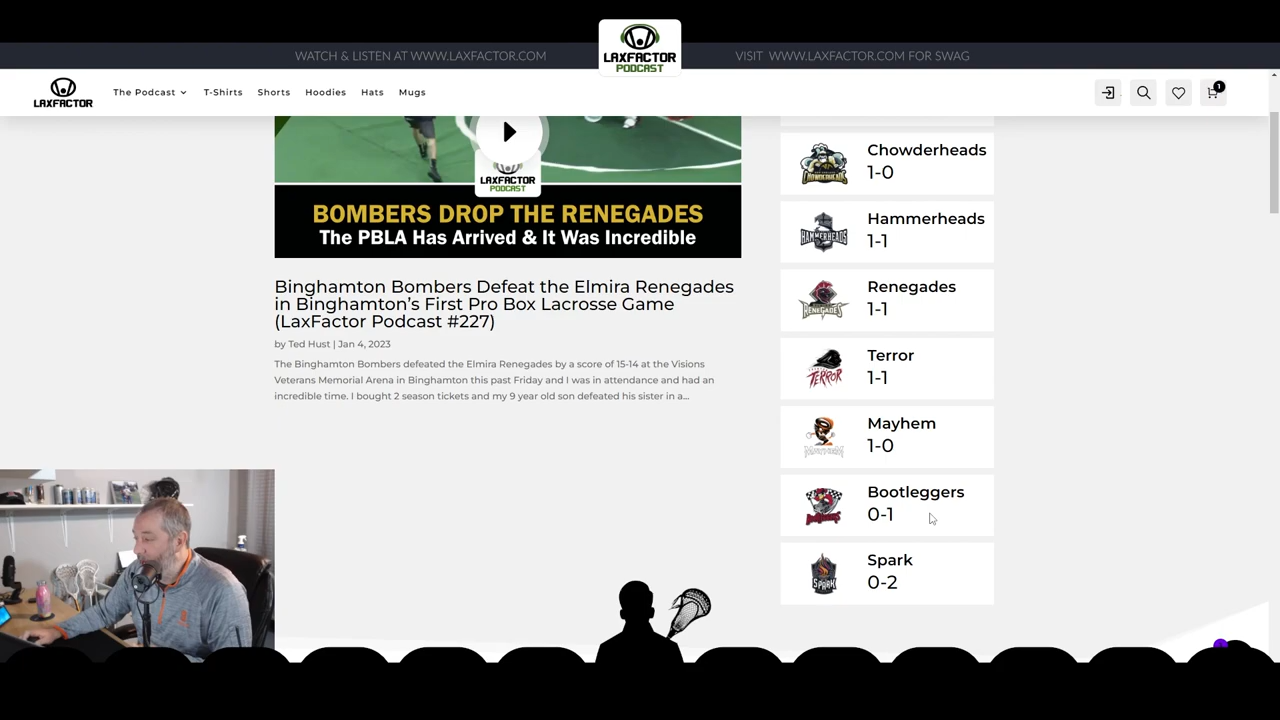 WATCH & LISTEN AT WWW.LAXFACTOR.COM
LAXFACTOR
PODCAST
VISIT WWW.LAXFACTOR.COM FOR SWAG
LAXFACTOR
The Podcast
T-Shirts
Shorts
Hoodies
Hats
Mugs
1
LAXFACTOR
PODCAST
BOMBERS DROP THE RENEGADES
The PBLA Has Arrived & It Was Incredible
Binghamton Bombers Defeat the Elmira Renegades
in Binghamton’s First Pro Box Lacrosse Game
(LaxFactor Podcast #227)
by Ted Hust | Jan 4, 2023
The Binghamton Bombers defeated the Elmira Renegades by a score of 15-14 at the Visions
Veterans Memorial Arena in Binghamton this past Friday and I was in attendance and had an
incredible time. I bought 2 season tickets and my 9 year old son defeated his sister in a...
Chowderheads
1-0
HAMMERHEADS
Hammerheads
1-1
RENEGADES
Renegades
1-1
TERROR
Terror
1-1
Mayhem
1-0
Bootleggers
0-1
SPARK
Spark
0-2